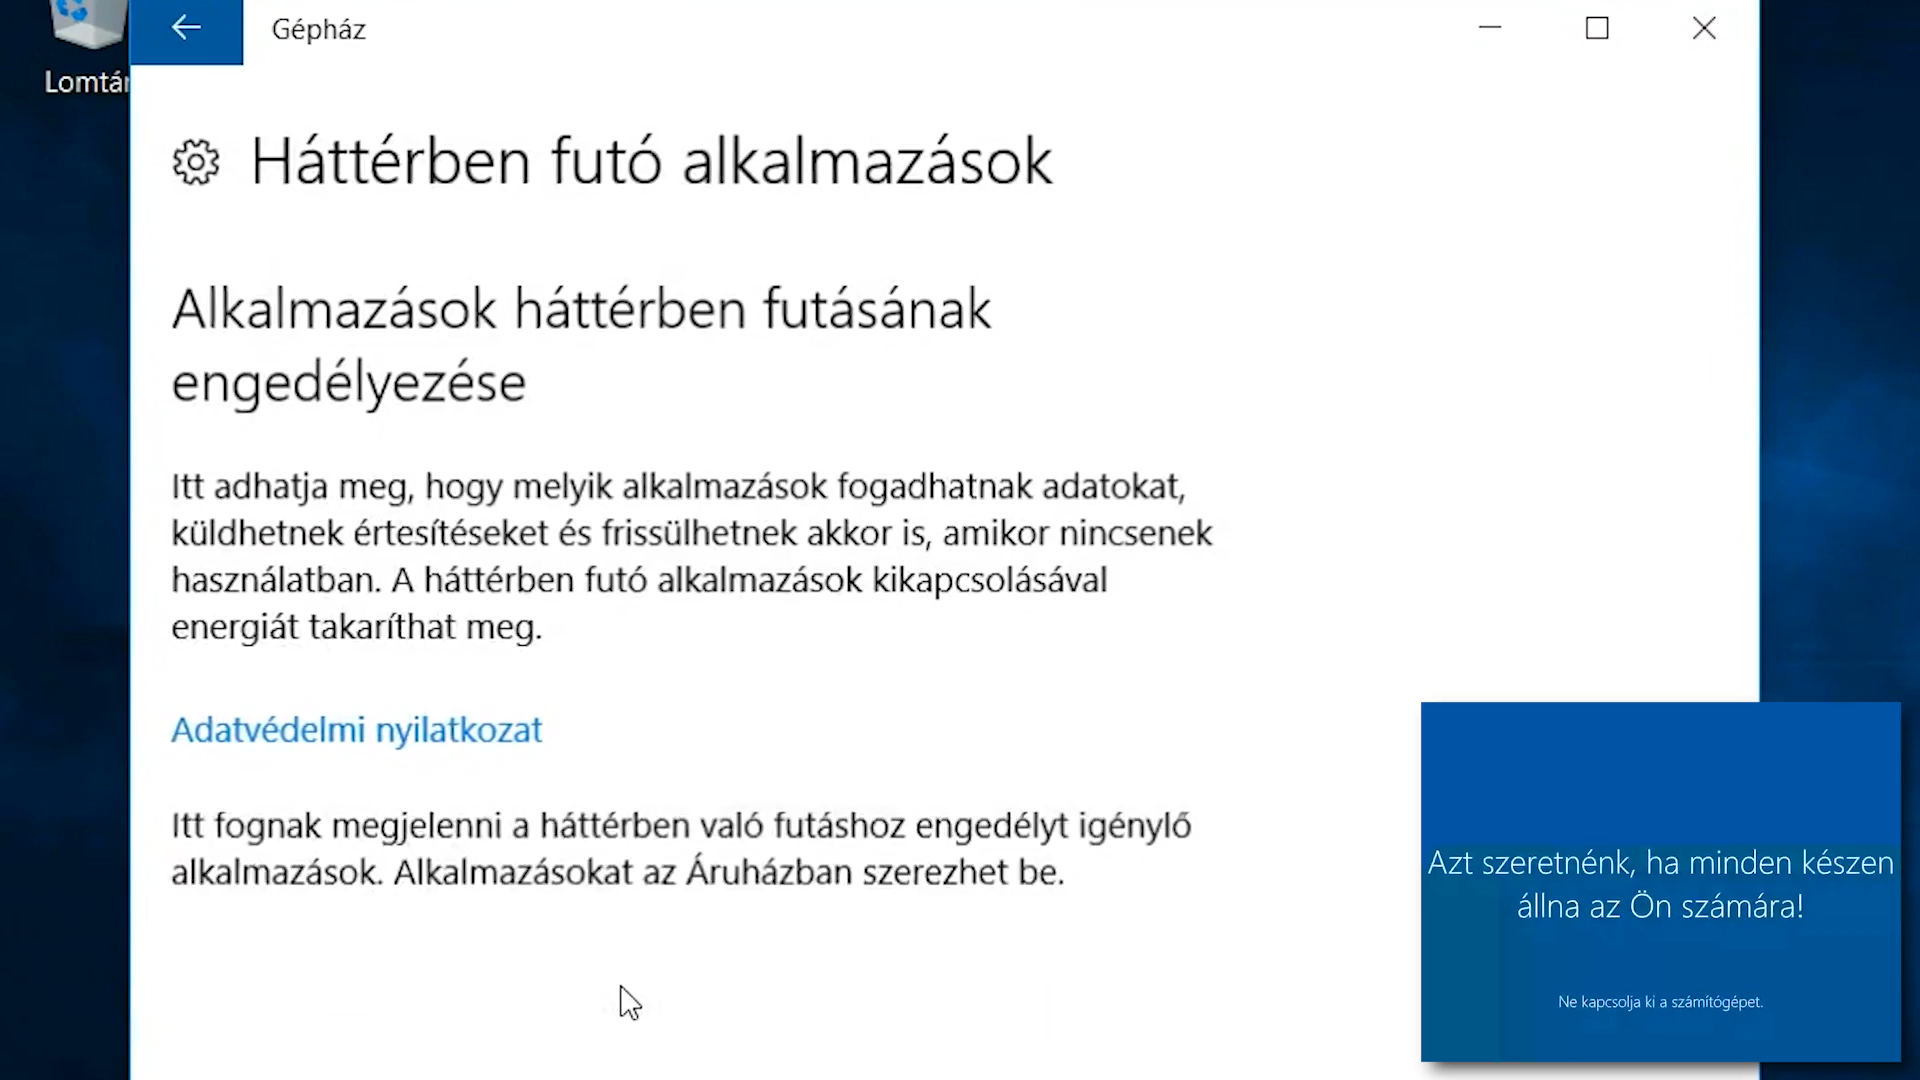 Lomtár
Gépház
Háttérben futó alkalmazások
Alkalmazások háttérben futásának
engedélyezése
Itt adhatja meg, hogy melyik alkalmazások fogadhatnak adatokat,
küldhetnek értesítéseket és frissülhetnek akkor is, amikor nincsenek
használatban. A háttérben futó alkalmazások kikapcsolásával
energiát takaríthat meg.
Adatvédelmi nyilatkozat
Itt fognak megjelenni a háttérben való futáshoz engedélyt igénylő
alkalmazások. Alkalmazásokat az Áruházban szerezhet be.
Azt szeretnénk, ha minden készen
állna az Ön számára!
Ne kapcsolja ki a számítógépet.